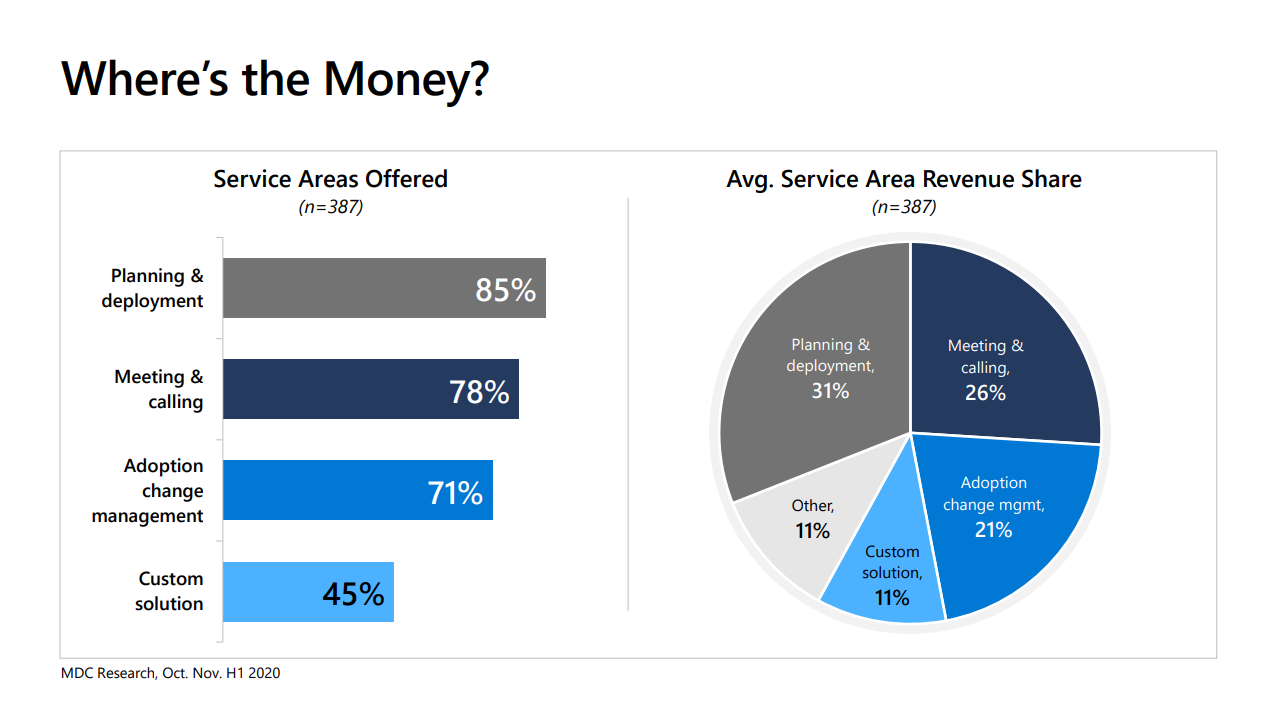 Where's the Money?
Service Areas Offered
(n=387)
Planning &
deployment
85%
Meeting &
calling
78%
Adoption
change
management
71%
Custom
solution
45%
Avg. Service Area Revenue Share
(n=387)
Planning &
deployment,
31%
Meeting &
calling,
26%
Adoption
change mgmt,
21%
Other,
11%
Custom
solution,
11%
MDC Research, Oct. Nov. H1 2020